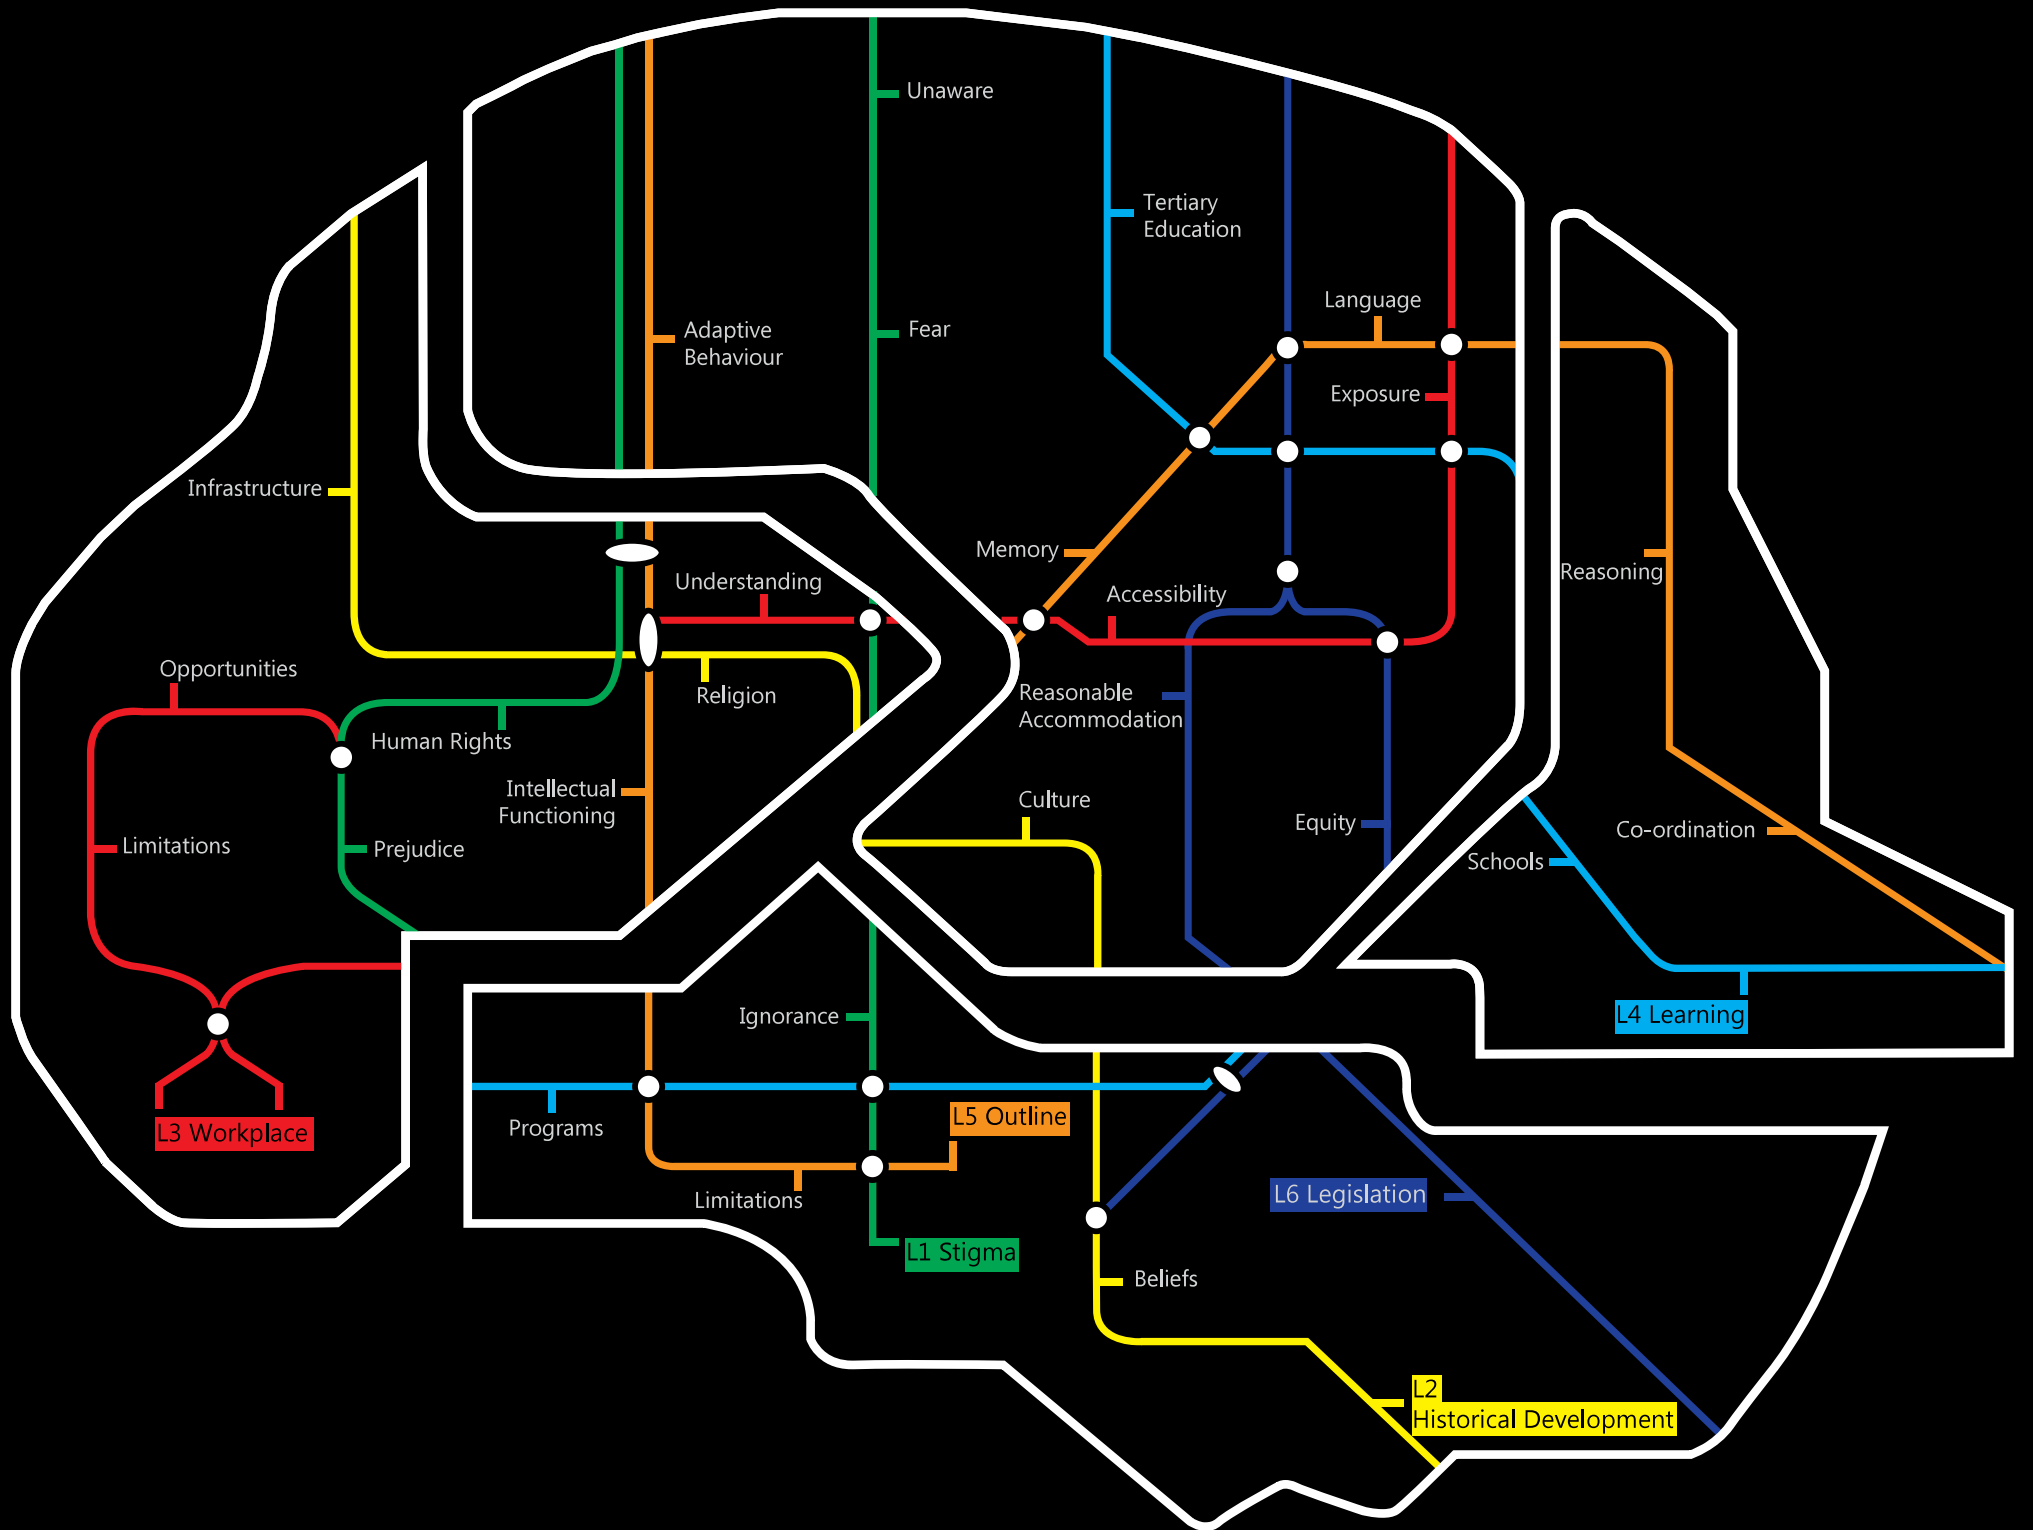 Unaware
Tertiary
Education
Language
Adaptive
Behaviour
Fear
Exposure
Infrastructure
Memory
Reasoning
Understanding
Accessibility
Opportunities
Religion
Reasonable
Accommodation
Human Rights
Intellectual
Functioning
Culture
Equity
Co-ordination
Limitations
Prejudice
Schools
Ignorance
L4 Learning
Programs
L5 Outline
L3 Workplace
Limitations
L6 Legislation
L1 Stigma
Beliefs
L2
Historical Development